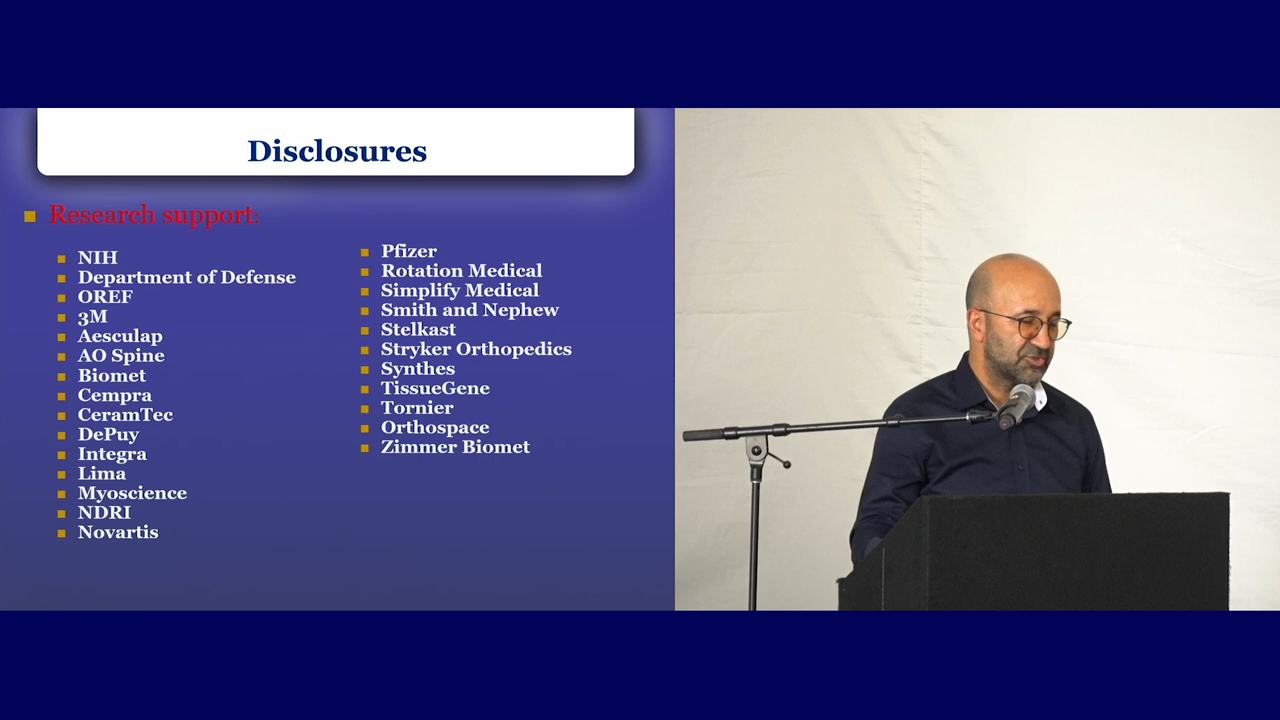 Disclosures
Research support:
NIH
Department of Defense
OREF
3M
Aesculap
AO Spine
Biomet
Cempra
CeramTec
DePuy
Integra
Lima
Myoscience
NDRI
Novartis
Pfizer
Rotation Medical
Simplify Medical
Smith and Nephew
Stelkast
Stryker Orthopedics
Synthes
TissueGene
Tornier
Orthospace
Zimmer Biomet